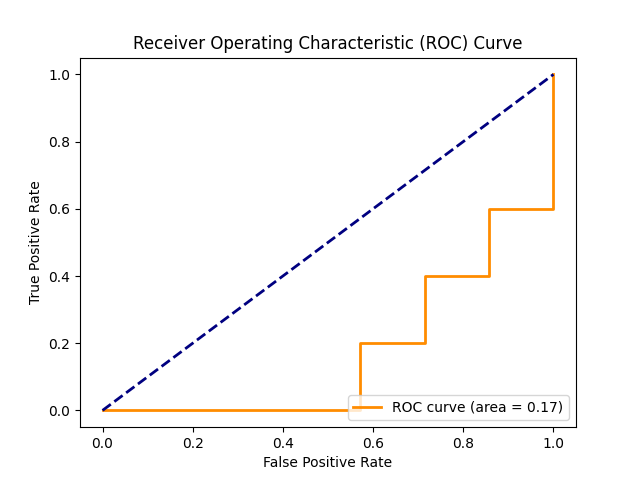 Receiver Operating Characteristic (ROC) Curve
1.0
0.8
0.6
0.4
0.2
0.0
True Positive Rate
ROC curve (area = 0.17)
0.0 0.2 0.4 0.6 0.8 1.0
False Positive Rate